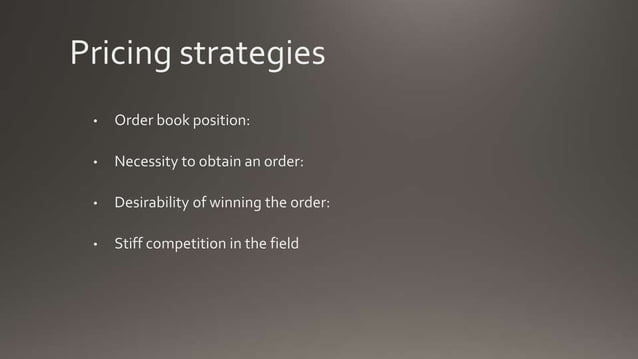 Pricing strategies
• Order book position:
• Necessity to obtain an order:
• Desirability of winning the order:
• Stiff competition in the field